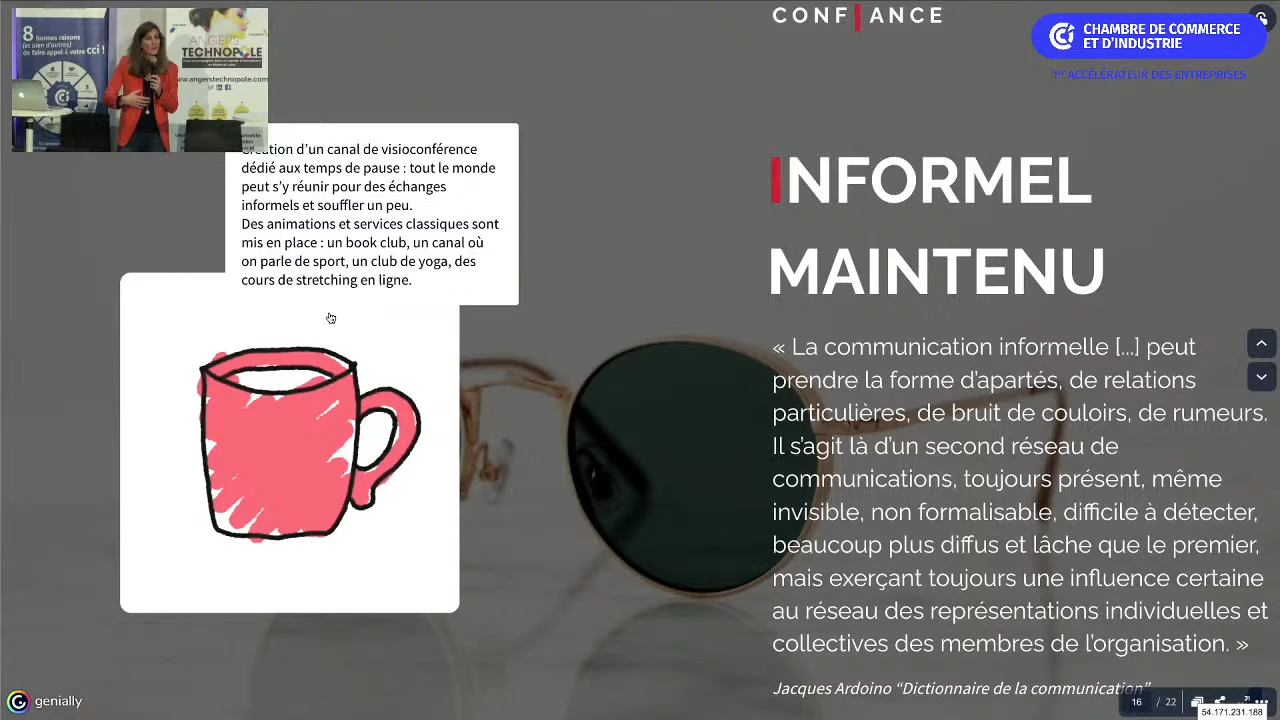 CONFIANCE
CHAMBRE DE COMMERCE
ET D'INDUSTRIE
1er ACCÉLÉRATEUR DES ENTREPRISES
8 bonnes raisons
(et bien d'autres)
de faire appel à votre cci !
ANGERS
TECHNOPOLE
www.angerstechnopole.com
Création d'un canal de visioconférence
dédié aux temps de pause : tout le monde
peut s'y réunir pour des échanges
informels et souffler un peu.
Des animations et services classiques sont
mis en place : un book club, un canal où
on parle de sport, un club de yoga, des
cours de stretching en ligne.
INFORMEL
MAINTENU
« La communication informelle [...] peut
prendre la forme d'apartés, de relations
particulières, de bruit de couloirs, de rumeurs.
Il s'agit là d'un second réseau de
communications, toujours présent, même
invisible, non formalisable, difficile à détecter,
beaucoup plus diffus et lâche que le premier,
mais exerçant toujours une influence certaine
au réseau des représentations individuelles et
collectives des membres de l'organisation. »
Jacques Ardoino “Dictionnaire de la communication”
genially
16 / 22
54.171.231.188